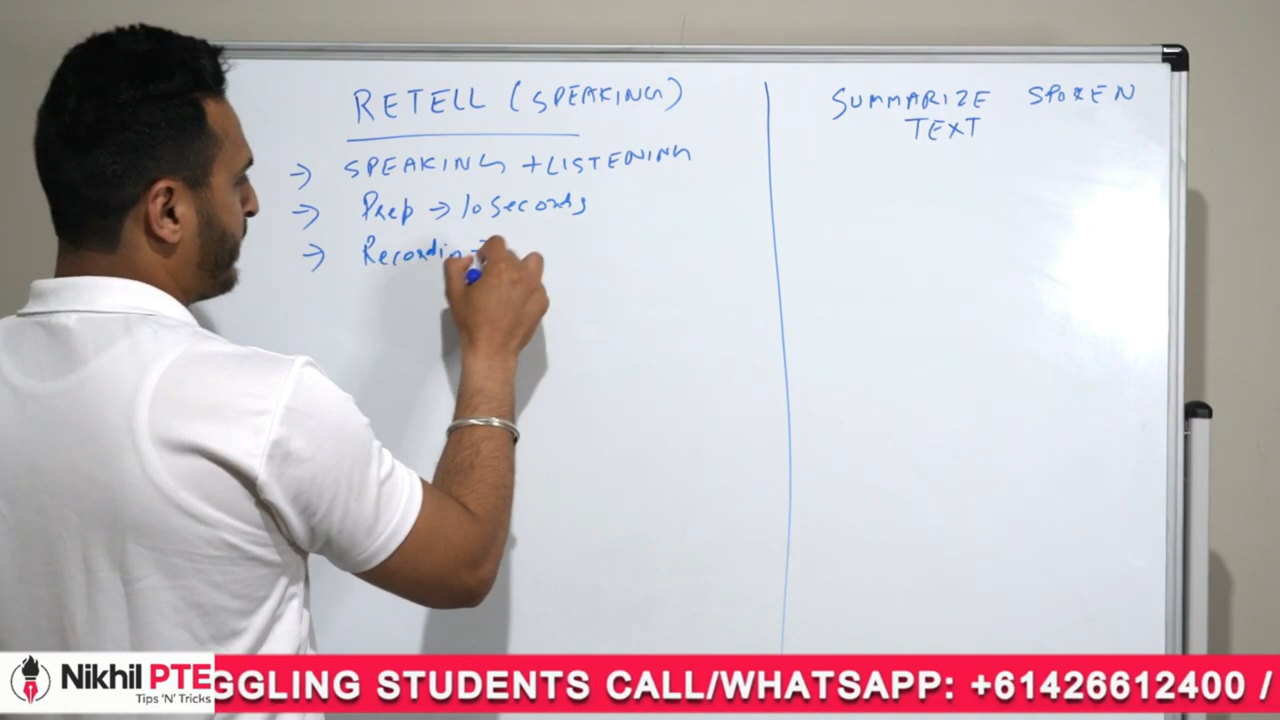 RETELL (SPEAKING)
→ SPEAKING + LISTENING
→ Prep → 10 Seconds
→ Recordin
SUMMARIZE SPOKEN
TEXT
Nikhil PTE
Tips 'N' Tricks
GGLING STUDENTS CALL/WHATSAPP: +61426612400 /